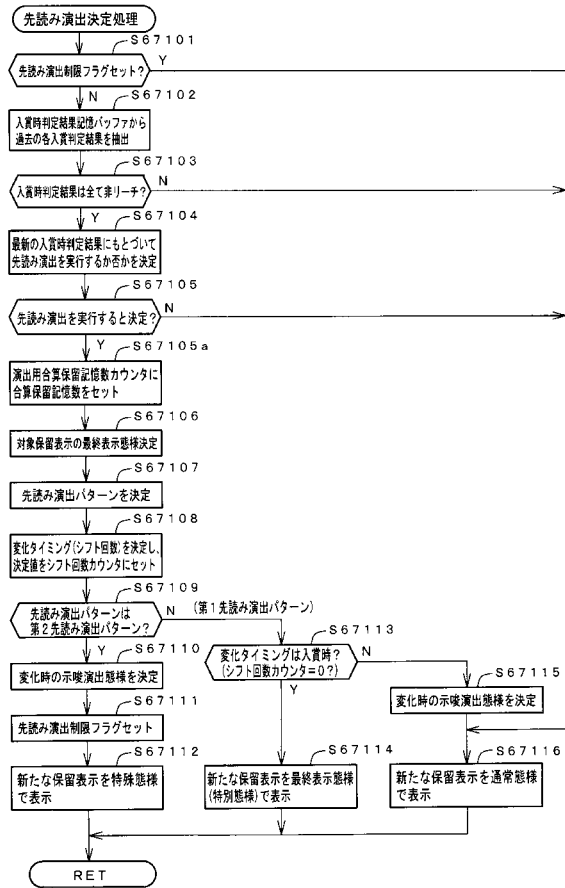 先読み演出決定処理
S67101
先読み演出制限フラグセット？
Y
N
S67102
入賞時判定結果記憶バッファから
過去の各入賞判定結果を抽出
S67103
入賞時判定結果は全て非リーチ？
N
Y
S67104
最新の入賞時判定結果にもとづいて
先読み演出を実行するか否かを決定
S67105
先読み演出を実行すると決定？
N
Y
S67105a
演出用合算保留記憶数カウンタに
合算保留記憶数をセット
S67106
対象保留表示の最終表示態様決定
S67107
先読み演出パターンを決定
S67108
変化タイミング(シフト回数)を決定し、
決定値をシフト回数カウンタにセット
S67109
先読み演出パターンは
第2先読み演出パターン？
N
(第1先読み演出パターン)
Y
S67110
変化時の示唆演出態様を決定
S67111
先読み演出制限フラグセット
S67112
新たな保留表示を特殊態様
で表示
S67113
変化タイミングは入賞時？
(シフト回数カウンタ=0？)
N
Y
S67114
新たな保留表示を最終表示態様
(特別態様)で表示
S67115
変化時の示唆演出態様を決定
S67116
新たな保留表示を通常態様
で表示
RET